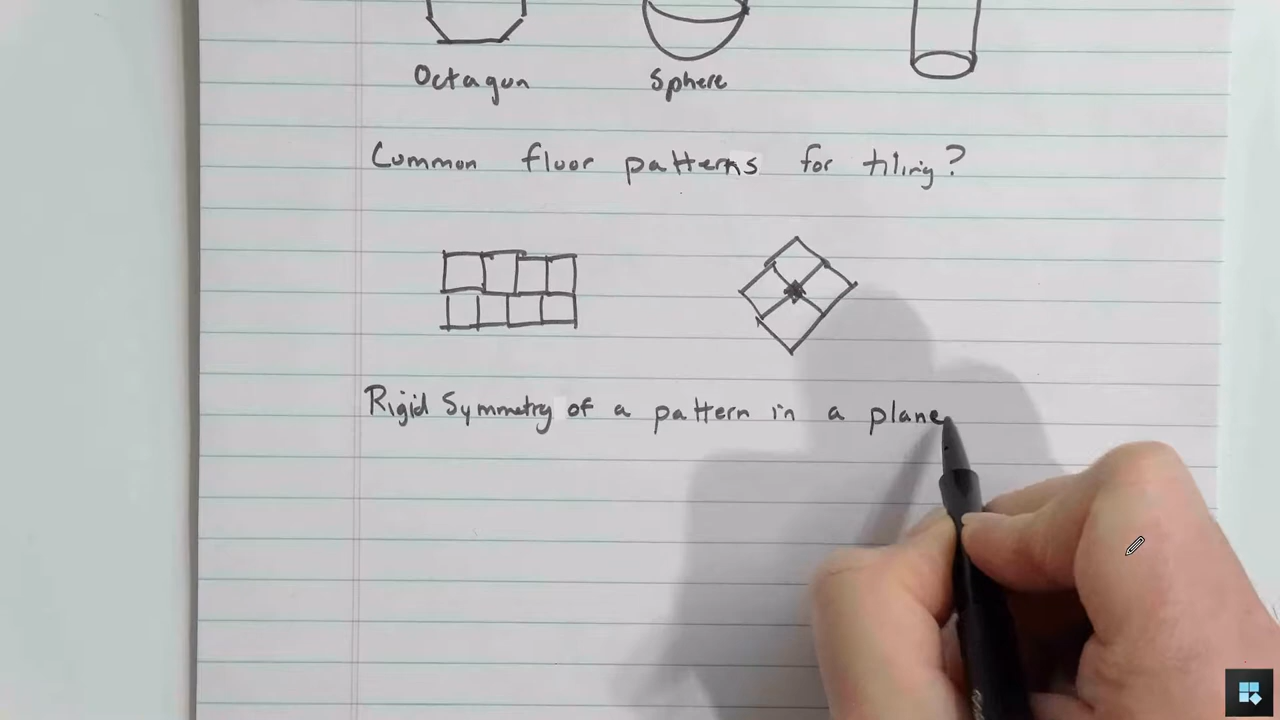 Octagon Sphere
Common floor patterns for tiling?
Rigid Symmetry of a pattern in a plane